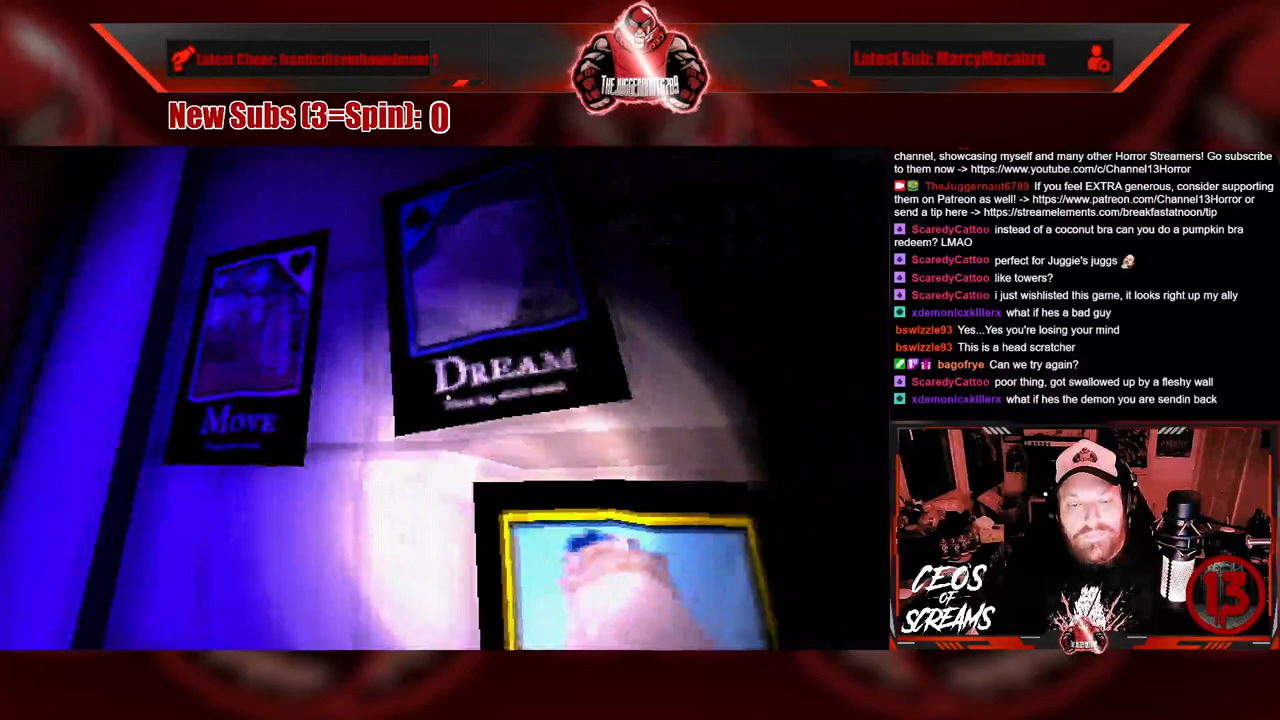 Latest Cheer:
Latest Sub: MarcyMacabre
THEJUGGERNAUT6789
New Subs (3=Spin): 0
channel, showcasing myself and many other Horror Streamers! Go subscribe
to them now -> https://www.youtube.com/c/Channel13Horror
TheJuggernaut6789 If you feel EXTRA generous, consider supporting
them on Patreon as well! -> https://www.patreon.com/Channel13Horror or
send a tip here -> https://streamelements.com/breakfastatnoon/tip
ScaredyCattoo instead of a coconut bra can you do a pumpkin bra
redeem? LMAO
ScaredyCattoo perfect for Juggie's juggs
ScaredyCattoo like towers?
ScaredyCattoo i just wishlisted this game, it looks right up my ally
xdemonicxkillerx what if hes a bad guy
bswizzle93 Yes...Yes you're losing your mind
bswizzle93 This is a head scratcher
bagofrye Can we try again?
ScaredyCattoo poor thing, got swallowed up by a fleshy wall
xdemonicxkillerx what if hes the demon you are sendin back
MOVE
DREAM
CEOS
OF
SCREAMS
13